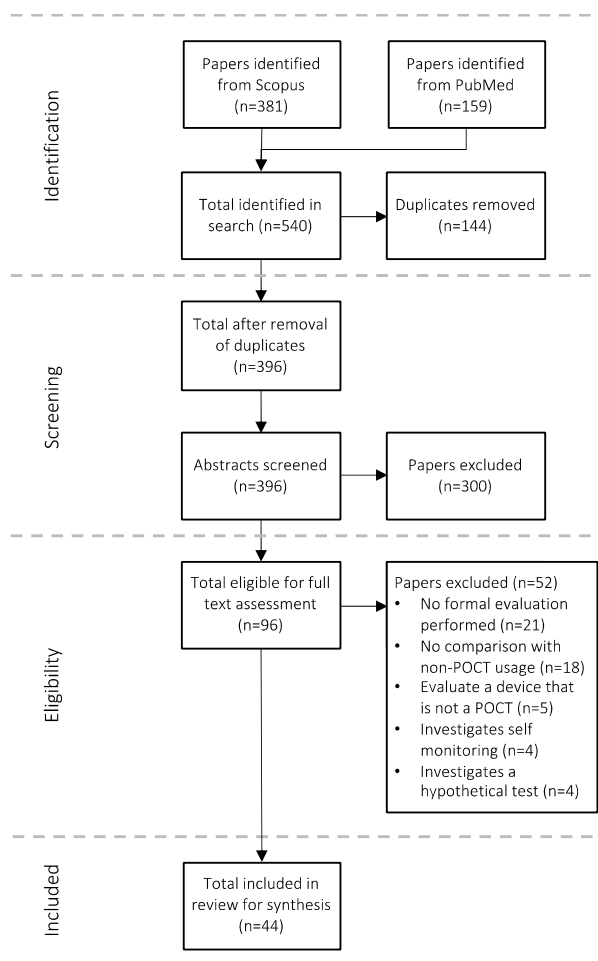 Identification
Papers identified
from Scopus
(n=381)
Papers identified
from PubMed
(n=159)
Total identified in
search (n=540)
Duplicates removed
(n=144)
Screening
Total after removal
of duplicates
(n=396)
Abstracts screened
(n=396)
Papers excluded
(n=300)
Eligibility
Total eligible for full
text assessment
(n=96)
Papers excluded (n=52)
• No formal evaluation
performed (n=21)
• No comparison with
non-POCT usage (n=18)
• Evaluate a device that
is not a POCT (n=5)
• Investigates self
monitoring (n=4)
• Investigates a
hypothetical test (n=4)
Included
Total included in
review for synthesis
(n=44)